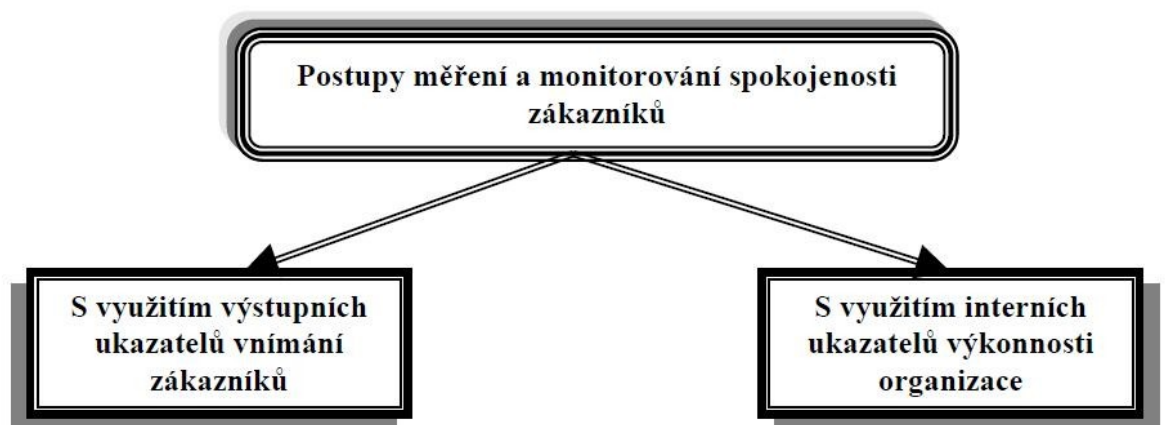 Postupy měření a monitorování spokojenosti
zákazníků
S využitím výstupních
ukazatelů vnímání
zákazníků
S využitím interních
ukazatelů výkonnosti
organizace